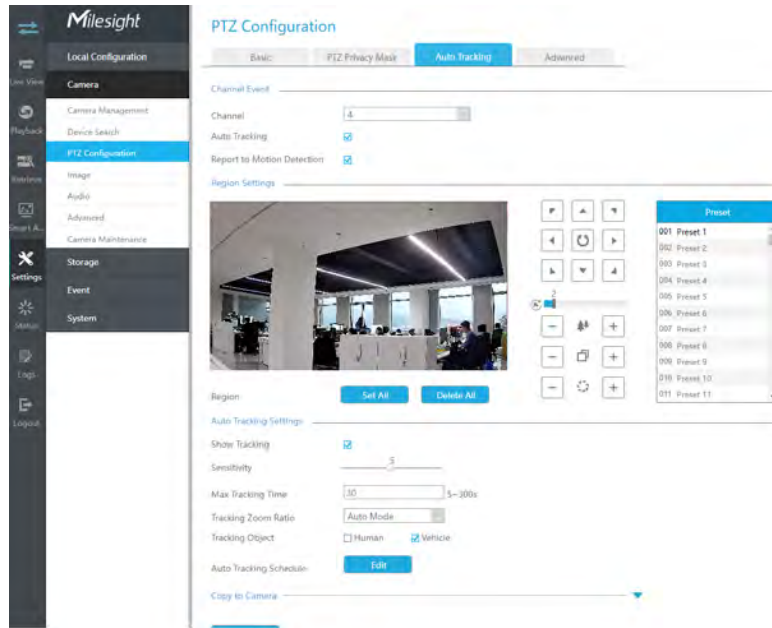 Milesight
Live View
Playback
Retrieve
Smart A...
Settings
Status
Logs
Logout
Local Configuration
Camera
Camera Management
Device Search
PTZ Configuration
Image
Audio
Advanced
Camera Maintenance
Storage
Event
System
PTZ Configuration
Basic PTZ Privacy Mask Auto Tracking Advanced
Channel Event
Channel 4
Auto Tracking
Report to Motion Detection
Region Settings
2
Preset
001 Preset 1
002 Preset 2
003 Preset 3
004 Preset 4
005 Preset 5
006 Preset 6
007 Preset 7
008 Preset 8
009 Preset 9
010 Preset 10
011 Preset 11
Region Set All Delete All
Auto Tracking Settings
Show Tracking
Sensitivity 5
Max Tracking Time 30 5~300s
Tracking Zoom Ratio Auto Mode
Tracking Object Human Vehicle
Auto Tracking Schedule Edit
Copy to Camera